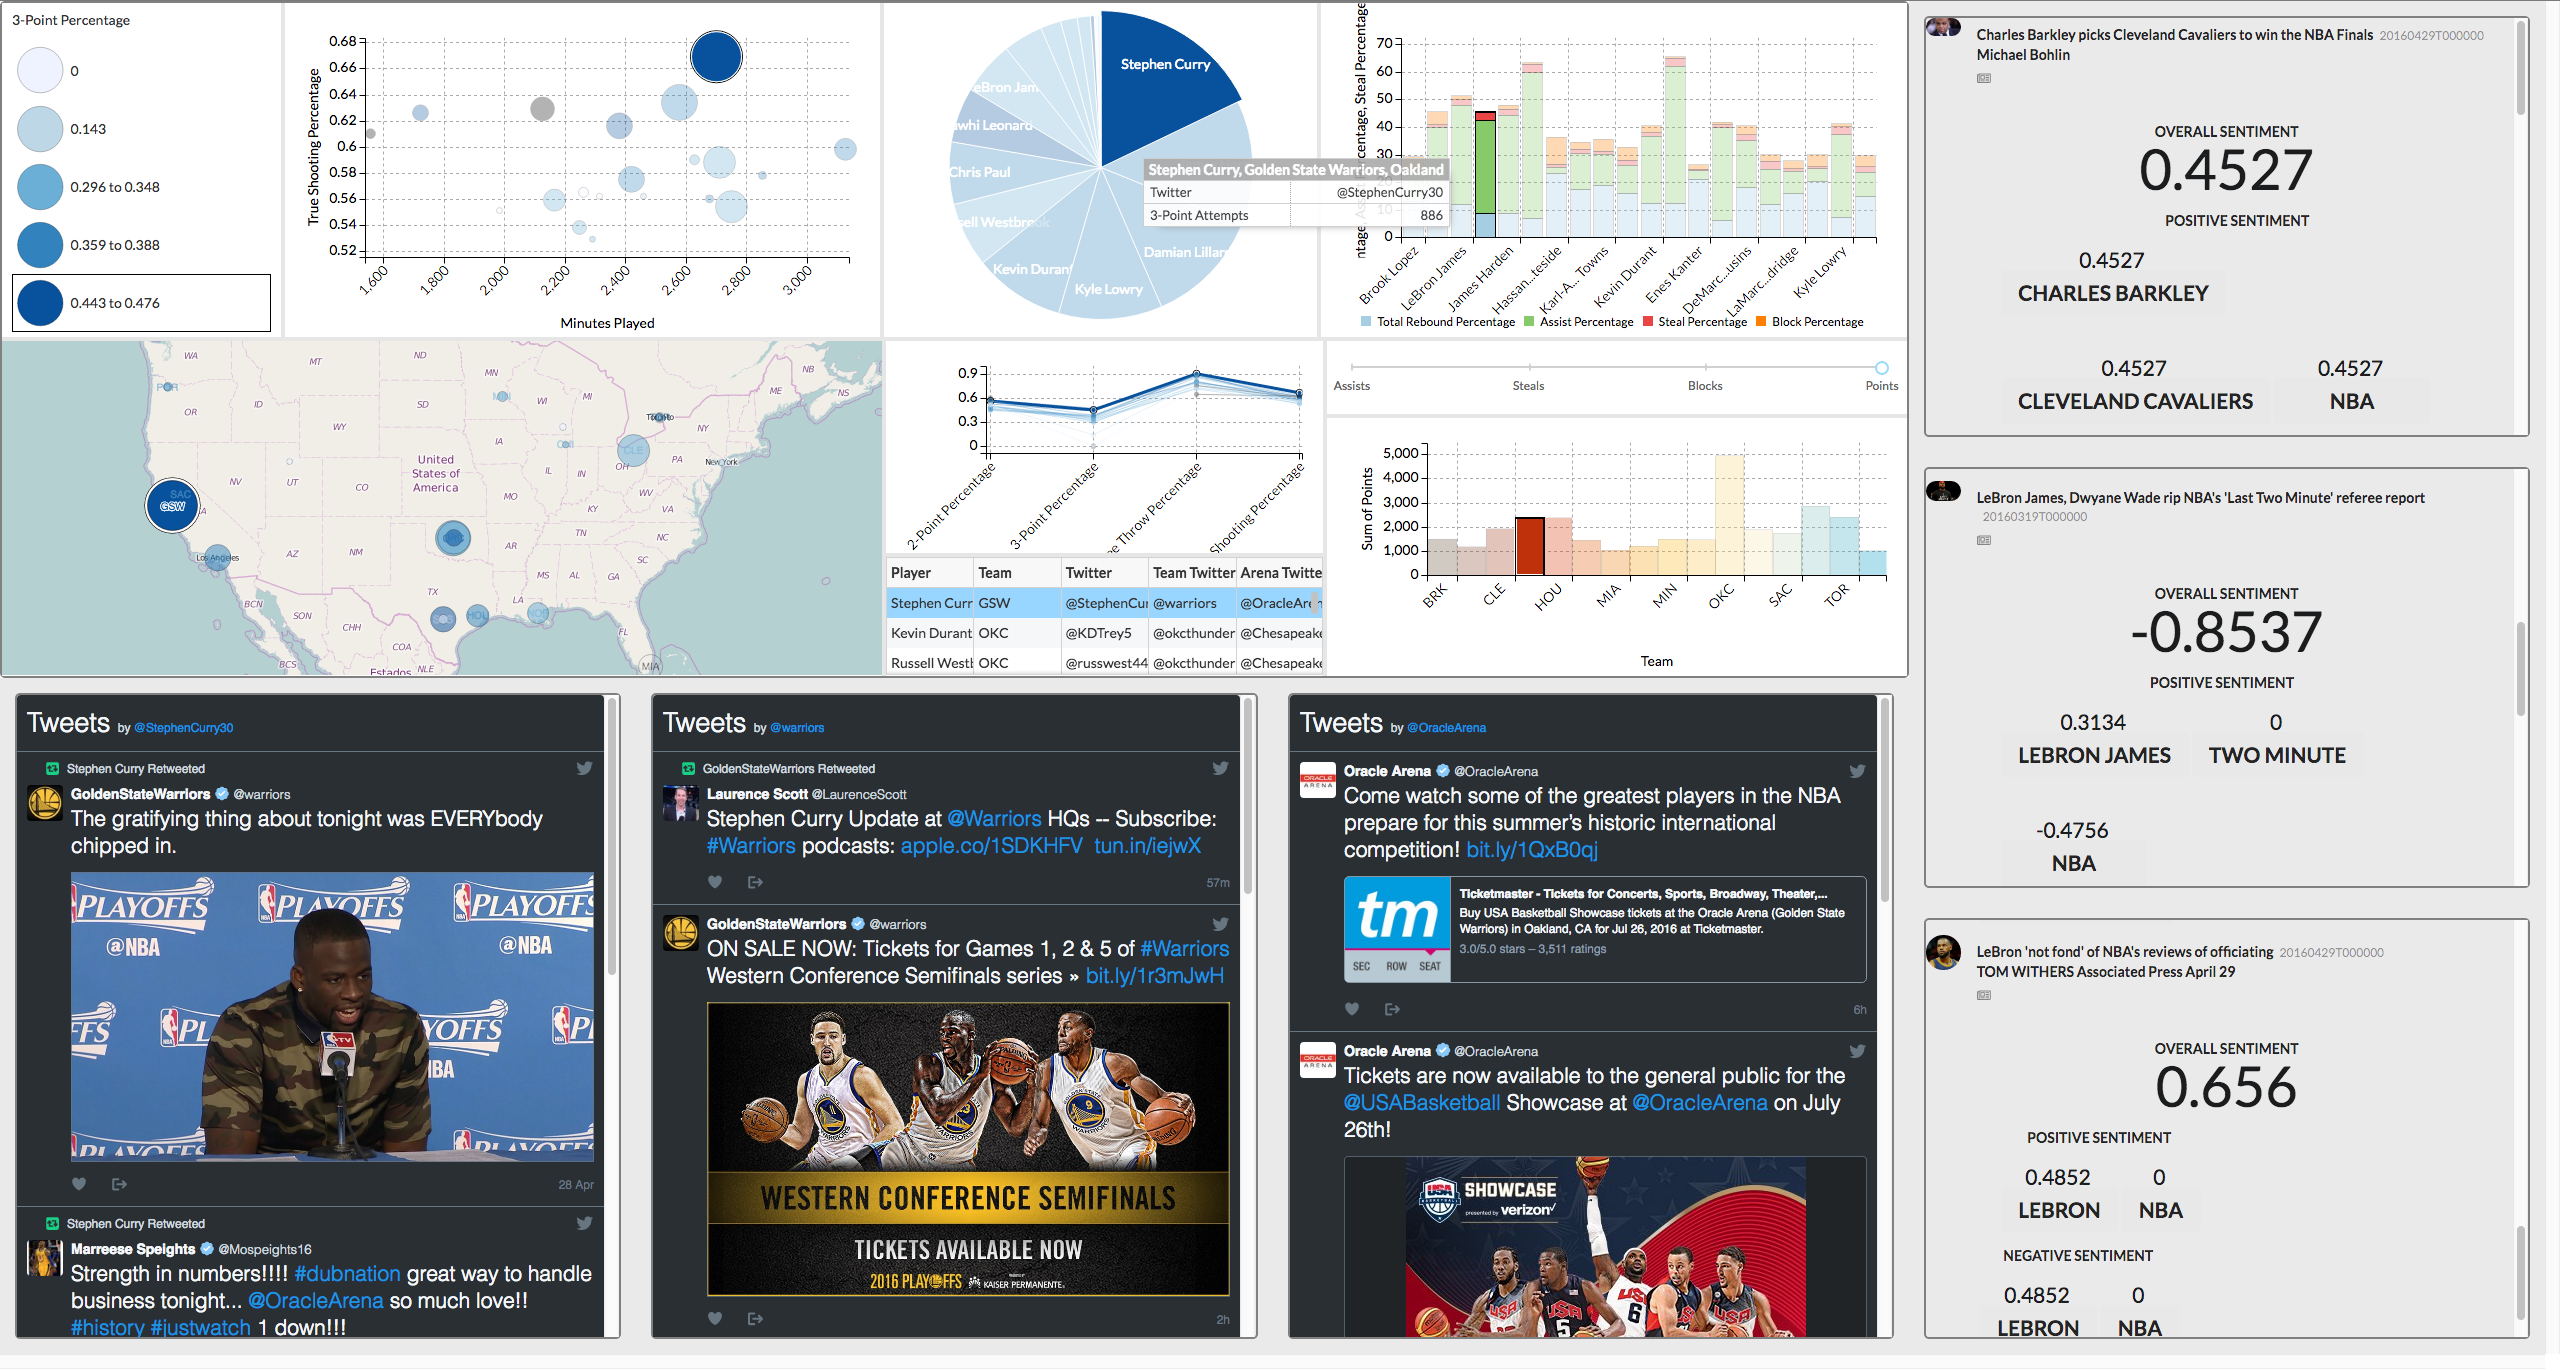 3-Point Percentage
0
0.143
0.296 to 0.348
0.359 to 0.388
0.443 to 0.476
True Shooting Percentage
0.68
0.66
0.64
0.62
0.6
0.58
0.56
0.54
0.52
1,600
1,800
2,000
2,200
2,400
2,600
2,800
3,000
Minutes Played
Stephen Curry
eBron Jam
awhi Leonard
Chris Paul
sell Westbrook
Kevin Duran
Kyle Lowry
Damian Lillar
Stephen Curry, Golden State Warriors, Oakland
Twitter @StephenCurry30
3-Point Attempts 886
centage, Steal Percentage
70
60
50
40
30
10
0
Brook Lopez
LeBron James
James Harden
Hassan...teside
Karl-A... Towns
Kevin Durant
Enes Kanter
DeMarc...usins
LaMarc...dridge
Kyle Lowry
Total Rebound Percentage Assist Percentage Steal Percentage Block Percentage
WA
MT
ND
MN
NB
ME
NS
OR
ID
SD
WI
MI
WY
IA
NY
Toronto
CLE
PA
New York
OH
IL
IN
United
States of
America
NV
UT
CO
MO
WV
KY
VA
SAC
GSW
CA
Los Angeles
AZ
NM
AR
TN
NC
SC
MS
AL
GA
TX
LA
HOU
FL
MIA
BCN
SON
CHH
COA
BCS
Estados
NLE
0.9
0.6
0.3
0
2-Point Percentage
3-Point Percentage
e Throw Percentage
Shooting Percentage
Player Team Twitter Team Twitter Arena Twitte
Stephen Curr GSW @StephenCur @warriors @OracleAren
Kevin Durant OKC @KDTrey5 @okcthunder @Chesapeake
Russell Westb OKC @russwest44 @okcthunder @Chesapeake
Assists Steals Blocks Points
Sum of Points
5,000
4,000
3,000
2,000
1,000
0
BRK
CLE
HOU
MIA
MIN
OKC
SAC
TOR
Team
Charles Barkley picks Cleveland Cavaliers to win the NBA Finals 20160429T000000
Michael Bohlin
OVERALL SENTIMENT
0.4527
POSITIVE SENTIMENT
0.4527
CHARLES BARKLEY
0.4527 0.4527
CLEVELAND CAVALIERS NBA
LeBron James, Dwyane Wade rip NBA's 'Last Two Minute' referee report
20160319T000000
OVERALL SENTIMENT
-0.8537
POSITIVE SENTIMENT
0.3134 0
LEBRON JAMES TWO MINUTE
-0.4756
NBA
LeBron 'not fond' of NBA's reviews of officiating 20160429T000000
TOM WITHERS Associated Press April 29
OVERALL SENTIMENT
0.656
POSITIVE SENTIMENT
0.4852 0
LEBRON NBA
NEGATIVE SENTIMENT
0.4852 0
LEBRON NBA
Tweets by @StephenCurry30
Stephen Curry Retweeted
GoldenStateWarriors @warriors
The gratifying thing about tonight was EVERYbody
chipped in.
PLAYOFFS PLAYOFFS PLAYOFFS
@NBA @NBA
28 Apr
Stephen Curry Retweeted
Marreese Speights @Mospeights16
Strength in numbers!!!! #dubnation great way to handle
business tonight... @OracleArena so much love!!
#history #justwatch 1 down!!!
Tweets by @warriors
GoldenStateWarriors Retweeted
Laurence Scott @LaurenceScott
Stephen Curry Update at @Warriors HQs -- Subscribe:
#Warriors podcasts: apple.co/1SDKHFV tun.in/iejwX
57m
GoldenStateWarriors @warriors
ON SALE NOW: Tickets for Games 1, 2 & 5 of #Warriors
Western Conference Semifinals series » bit.ly/1r3mJwH
WESTERN CONFERENCE SEMIFINALS
TICKETS AVAILABLE NOW
2016 PLAYOFFS KAISER PERMANENTE.
2h
Tweets by @OracleArena
Oracle Arena @OracleArena
Come watch some of the greatest players in the NBA
prepare for this summer's historic international
competition! bit.ly/1QxB0qj
tm
SEC ROW SEAT
Ticketmaster - Tickets for Concerts, Sports, Broadway, Theater,...
Buy USA Basketball Showcase tickets at the Oracle Arena (Golden State
Warriors) in Oakland, CA for Jul 26, 2016 at Ticketmaster.
3.0/5.0 stars – 3,511 ratings
6h
Oracle Arena @OracleArena
Tickets are now available to the general public for the
@USABasketball Showcase at @OracleArena on July
26th!
USA SHOWCASE
presented by verizon
USA
5
6